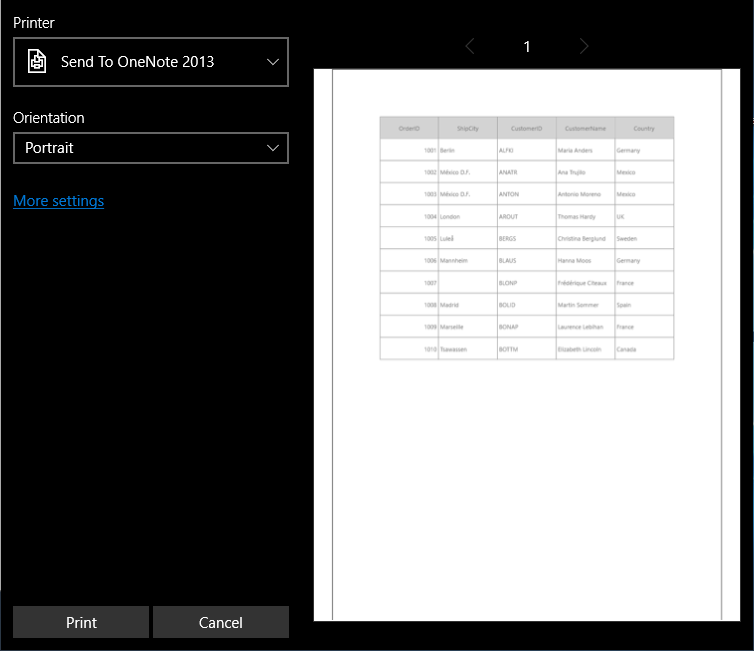 Printer
Send To OneNote 2013
Orientation
Portrait
More settings
Print
Cancel
1
OrderID ShipCity CustomerID CustomerName Country
1001 Berlin ALFKI Maria Anders Germany
1002 México D.F. ANATR Ana Trujilo Mexico
1003 México D.F. ANTON Antonio Moreno Mexico
1004 London AROUT Thomas Hardy UK
1005 Luleå BERGS Christina Berglund Sweden
1006 Mannheim BLAUS Hanna Moos Germany
1007 BLONP Frédérique Citeaux France
1008 Madrid BOLID Martin Sommer Spain
1009 Marseille BONAP Laurence Lebihan France
1010 Tsawassen BOTTM Elizabeth Lincoln Canada